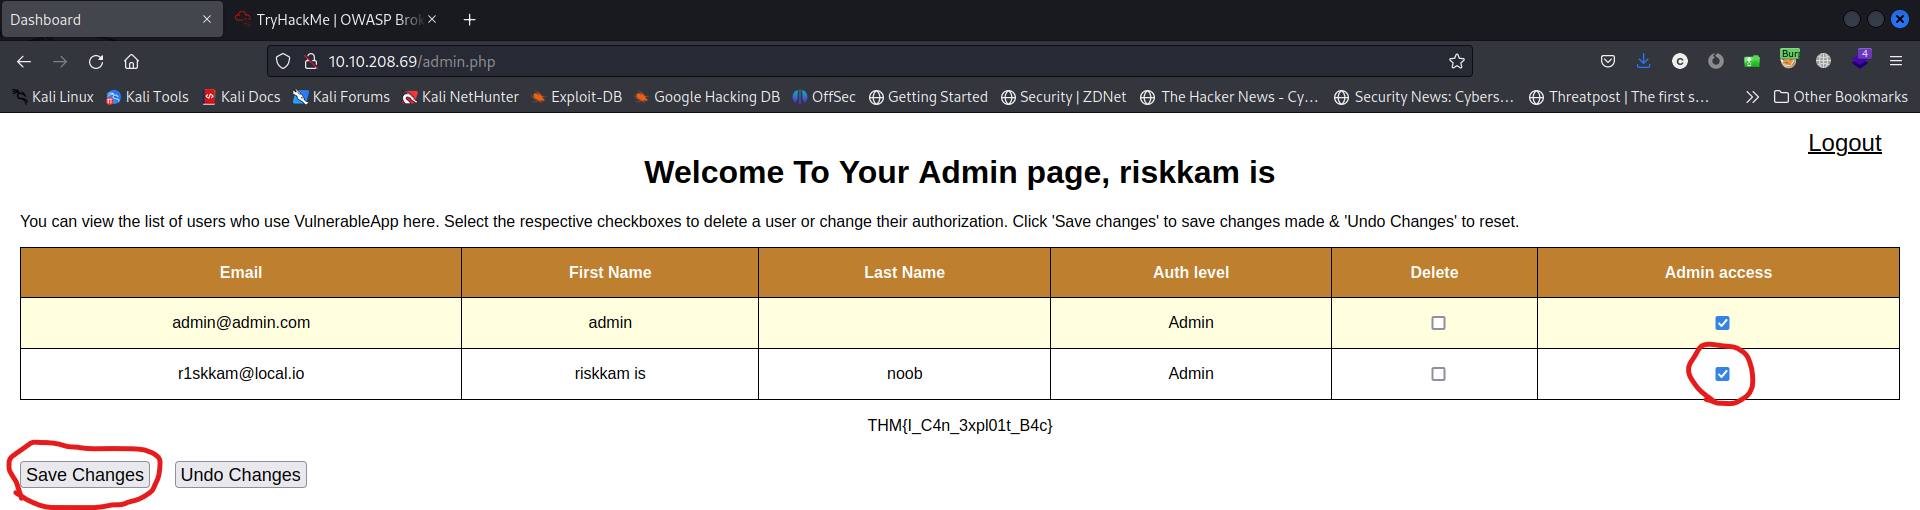 Dashboard
TryHackMe | OWASP Brok
10.10.208.69/admin.php
Burr
4
Kali Linux
Kali Tools
Kali Docs
Kali Forums
Kali NetHunter
Exploit-DB
Google Hacking DB
OffSec
Getting Started
Security | ZDNet
The Hacker News - Cy…
Security News: Cybers…
Threatpost | The first s…
Other Bookmarks
Logout
Welcome To Your Admin page, riskkam is
You can view the list of users who use VulnerableApp here. Select the respective checkboxes to delete a user or change their authorization. Click 'Save changes' to save changes made & 'Undo Changes' to reset.
Email First Name Last Name Auth level Delete Admin access
admin@admin.com admin Admin
r1skkam@local.io riskkam is noob Admin
THM{I_C4n_3xpl01t_B4c}
Save Changes Undo Changes